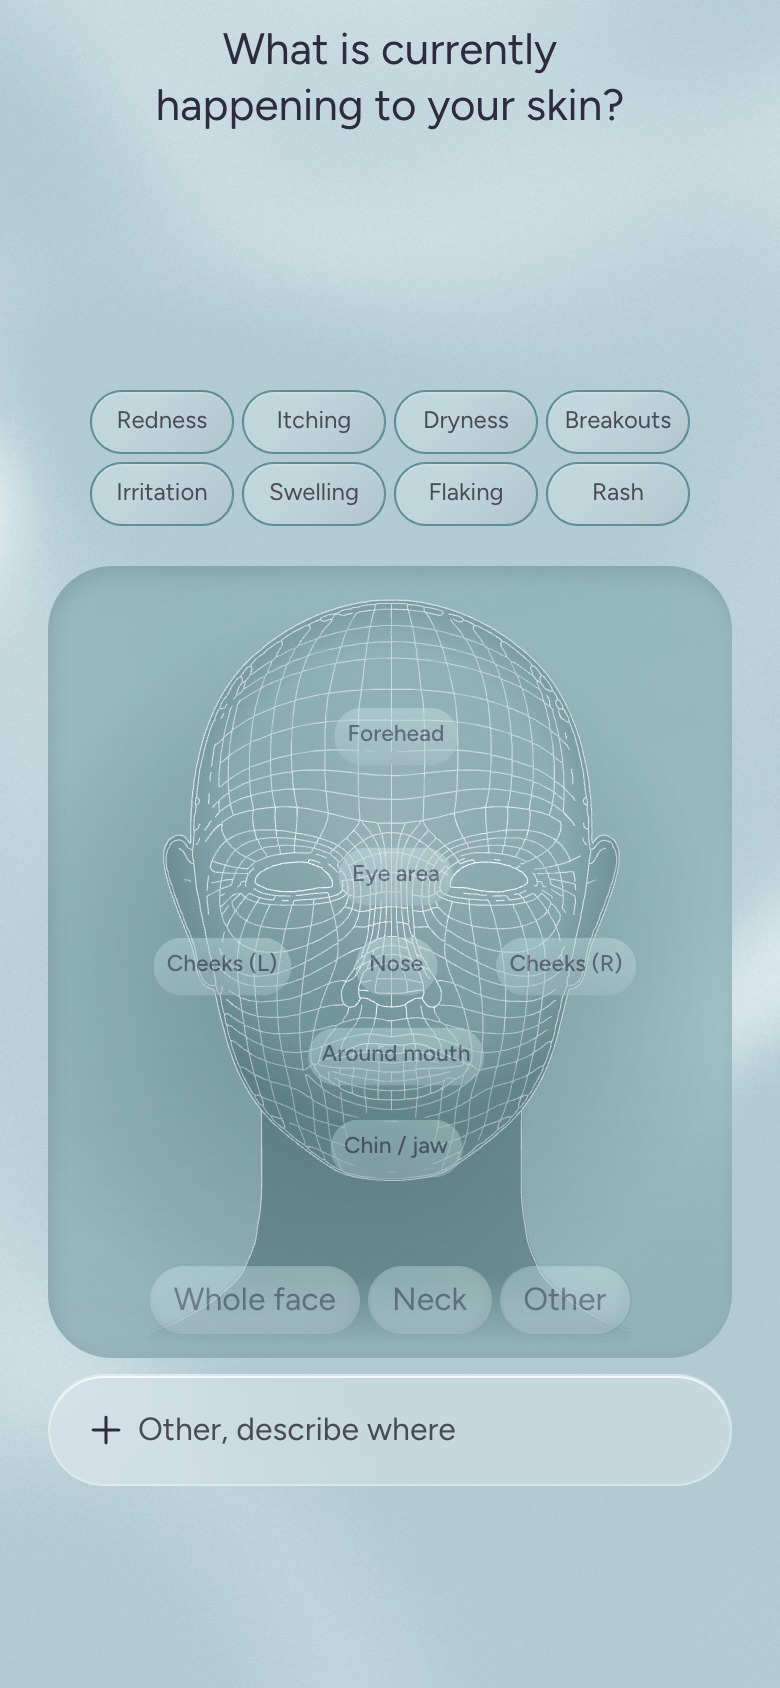 What is currently
happening to your skin?
Redness
Itching
Dryness
Breakouts
Irritation
Swelling
Flaking
Rash
Forehead
Eye area
Cheeks (L)
Nose
Cheeks (R)
Around mouth
Chin / jaw
Whole face
Neck
Other
Other, describe where